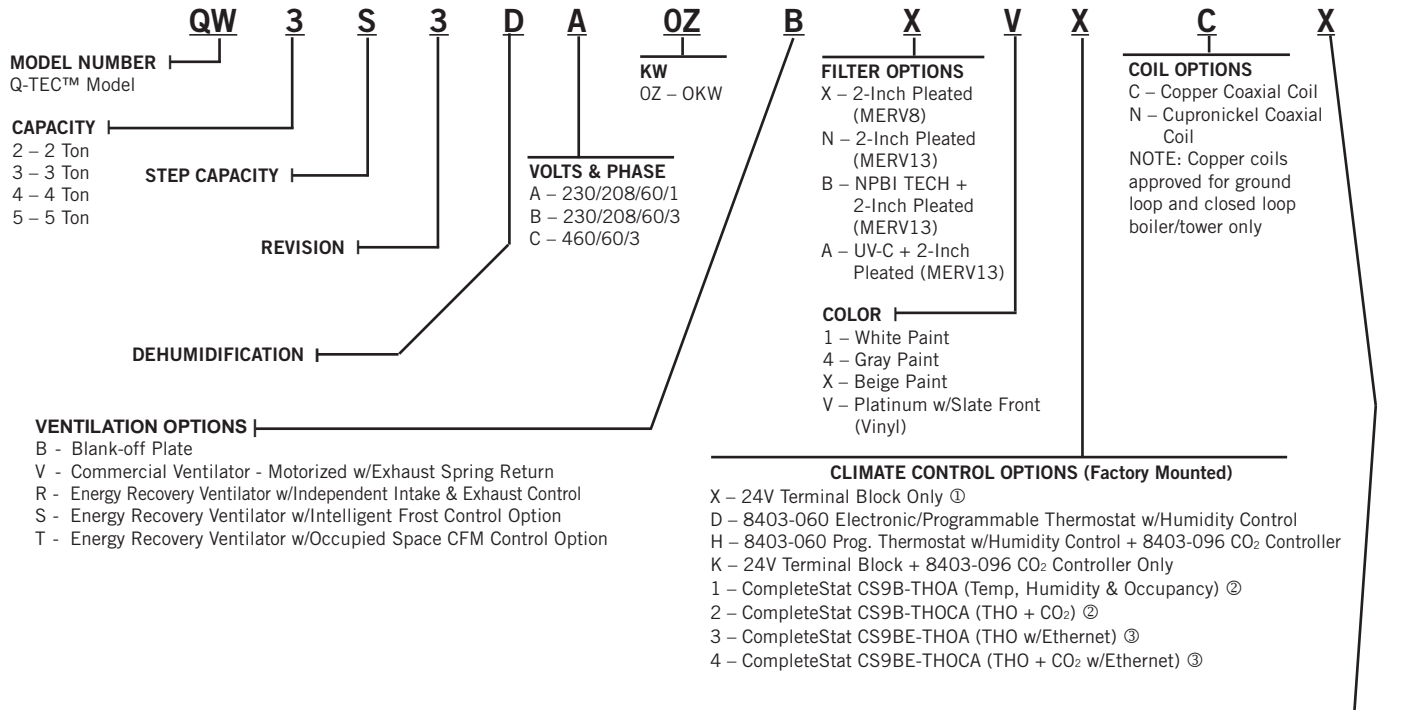 QW 3 S 3 D A 0Z B X V X C X
MODEL NUMBER
Q-TEC™ Model
CAPACITY
2 – 2 Ton
3 – 3 Ton
4 – 4 Ton
5 – 5 Ton
STEP CAPACITY
REVISION
DEHUMIDIFICATION
VOLTS & PHASE
A – 230/208/60/1
B – 230/208/60/3
C – 460/60/3
KW
0Z – OKW
VENTILATION OPTIONS
B - Blank-off Plate
V - Commercial Ventilator - Motorized w/Exhaust Spring Return
R - Energy Recovery Ventilator w/Independent Intake & Exhaust Control
S - Energy Recovery Ventilator w/Intelligent Frost Control Option
T - Energy Recovery Ventilator w/Occupied Space CFM Control Option
FILTER OPTIONS
X – 2-Inch Pleated
(MERV8)
N – 2-Inch Pleated
(MERV13)
B – NPBI TECH +
2-Inch Pleated
(MERV13)
A – UV-C + 2-Inch
Pleated (MERV13)
COLOR
1 – White Paint
4 – Gray Paint
X – Beige Paint
V – Platinum w/Slate Front
(Vinyl)
CLIMATE CONTROL OPTIONS (Factory Mounted)
X – 24V Terminal Block Only ①
D – 8403-060 Electronic/Programmable Thermostat w/Humidity Control
H – 8403-060 Prog. Thermostat w/Humidity Control + 8403-096 CO₂ Controller
K – 24V Terminal Block + 8403-096 CO₂ Controller Only
1 – CompleteStat CS9B-THOA (Temp, Humidity & Occupancy) ②
2 – CompleteStat CS9B-THOCA (THO + CO₂) ②
3 – CompleteStat CS9BE-THOA (THO w/Ethernet) ③
4 – CompleteStat CS9BE-THOCA (THO + CO₂ w/Ethernet) ③
COIL OPTIONS
C – Copper Coaxial Coil
N – Cupronickel Coaxial
Coil
NOTE: Copper coils
approved for ground
loop and closed loop
boiler/tower only